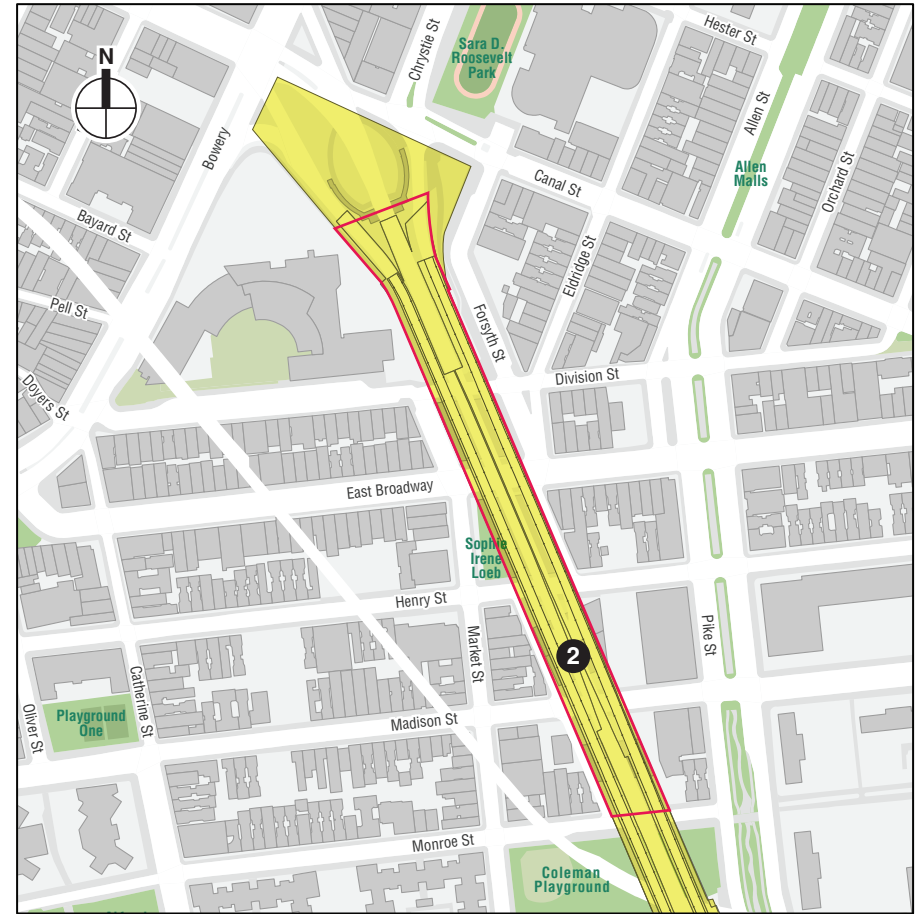 Hester St
Chrystie St
Sara D.
Roosevelt
Park
N
Allen St
Bowery
Allen
Malls
Orchard St
Canal St
Bayard St
Eldridge St
Pell St
Forsyth St
Doyers St
Division St
East Broadway
Sophie
Irene
Loeb
Henry St
Market St
2
Pike St
Catherine St
Oliver St
Playground
One
Madison St
Monroe St
Coleman
Playground